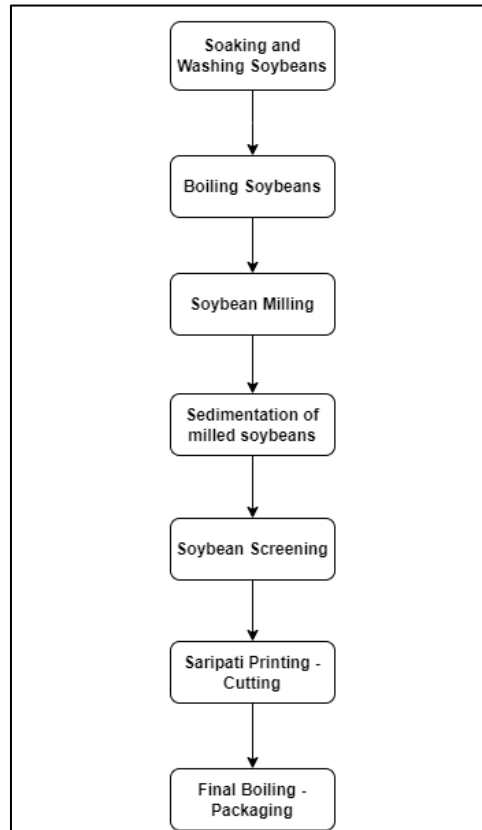 Soaking and
Washing Soybeans
Boiling Soybeans
Soybean Milling
Sedimentation of
milled soybeans
Soybean Screening
Saripati Printing -
Cutting
Final Boiling -
Packaging